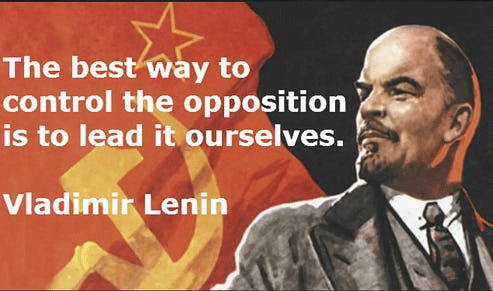 The best way to
control the opposition
is to lead it ourselves.
Vladimir Lenin